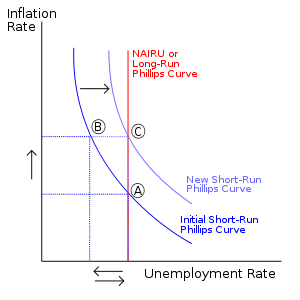 Inflation
Rate
NAIRU or
Long-Run
Phillips Curve
B
C
A
New Short-Run
Phillips Curve
Initial Short-Run
Phillips Curve
Unemployment Rate